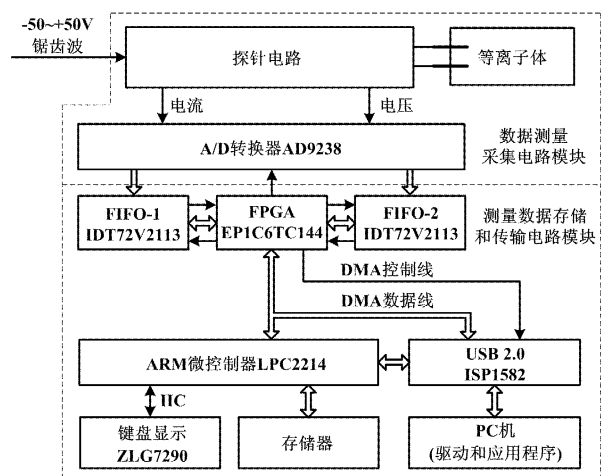 -50~+50V
锯齿波
探针电路
等离子体
电流
电压
A/D转换器AD9238
数据测量
采集电路模块
FIFO-1
IDT72V2113
FPGA
EP1C6TC144
FIFO-2
IDT72V2113
测量数据存储
和传输电路模块
DMA控制线
DMA数据线
ARM微控制器LPC2214
USB 2.0
ISP1582
IIC
键盘显示
ZLG7290
存储器
PC机
(驱动和应用程序)